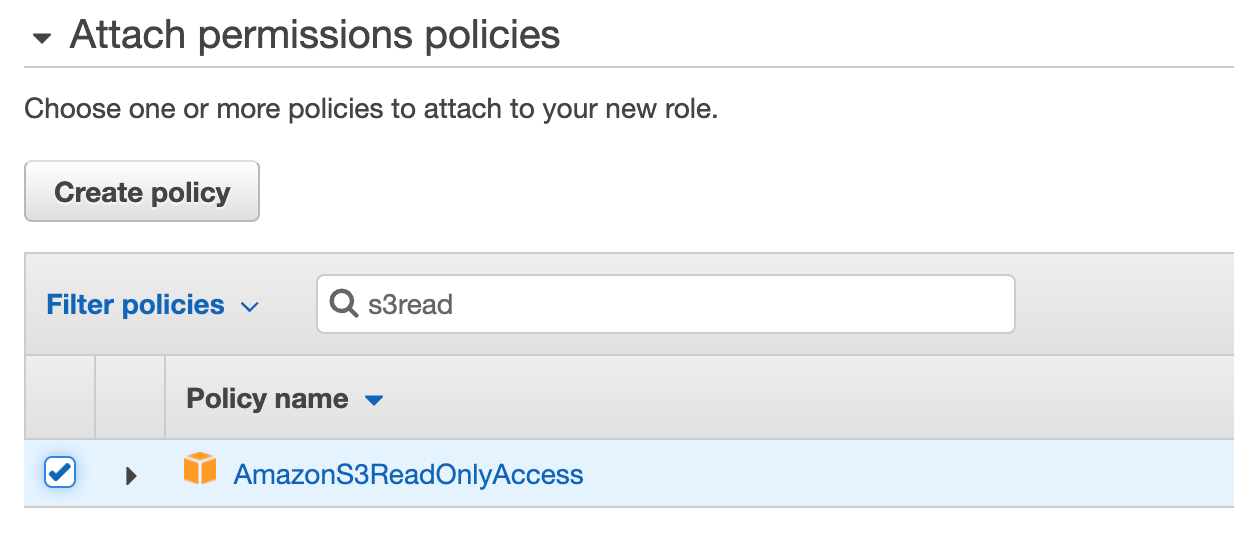 Attach permissions policies
Choose one or more policies to attach to your new role.
Create policy
Filter policies
s3read
Policy name
AmazonS3ReadOnlyAccess